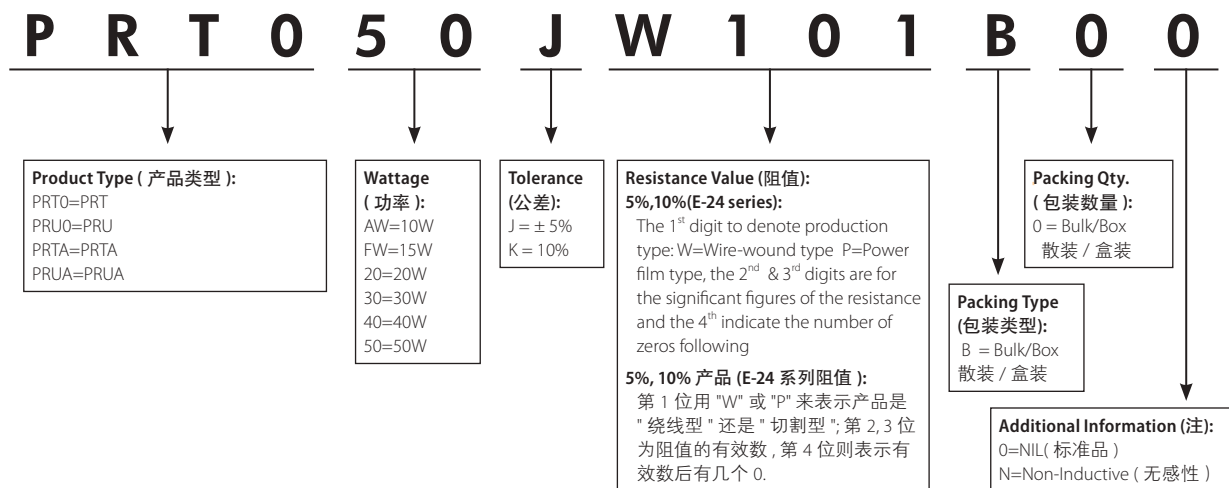 P R T 0 5 0 J W 1 0 1 B 0 0
Product Type ( 产品类型 ):
PRT0=PRT
PRU0=PRU
PRTA=PRTA
PRUA=PRUA
Wattage
( 功率 ):
AW=10W
FW=15W
20=20W
30=30W
40=40W
50=50W
Tolerance
(公差):
J = ± 5%
K = 10%
Resistance Value (阻值):
5%,10%(E-24 series):
The 1st digit to denote production
type: W=Wire-wound type P=Power
film type, the 2nd & 3rd digits are for
the significant figures of the resistance
and the 4th indicate the number of
zeros following
5%, 10% 产品 (E-24 系列阻值 ):
第 1 位用 "W" 或 "P" 来表示产品是
" 绕线型 " 还是 " 切割型 "; 第 2, 3 位
为阻值的有效数 , 第 4 位则表示有
效数后有几个 0.
Packing Type
(包装类型):
B = Bulk/Box
散装 / 盒装
Packing Qty.
( 包装数量 ):
0 = Bulk/Box
散装 / 盒装
Additional Information (注):
0=NIL( 标准品 )
N=Non-Inductive ( 无感性 )